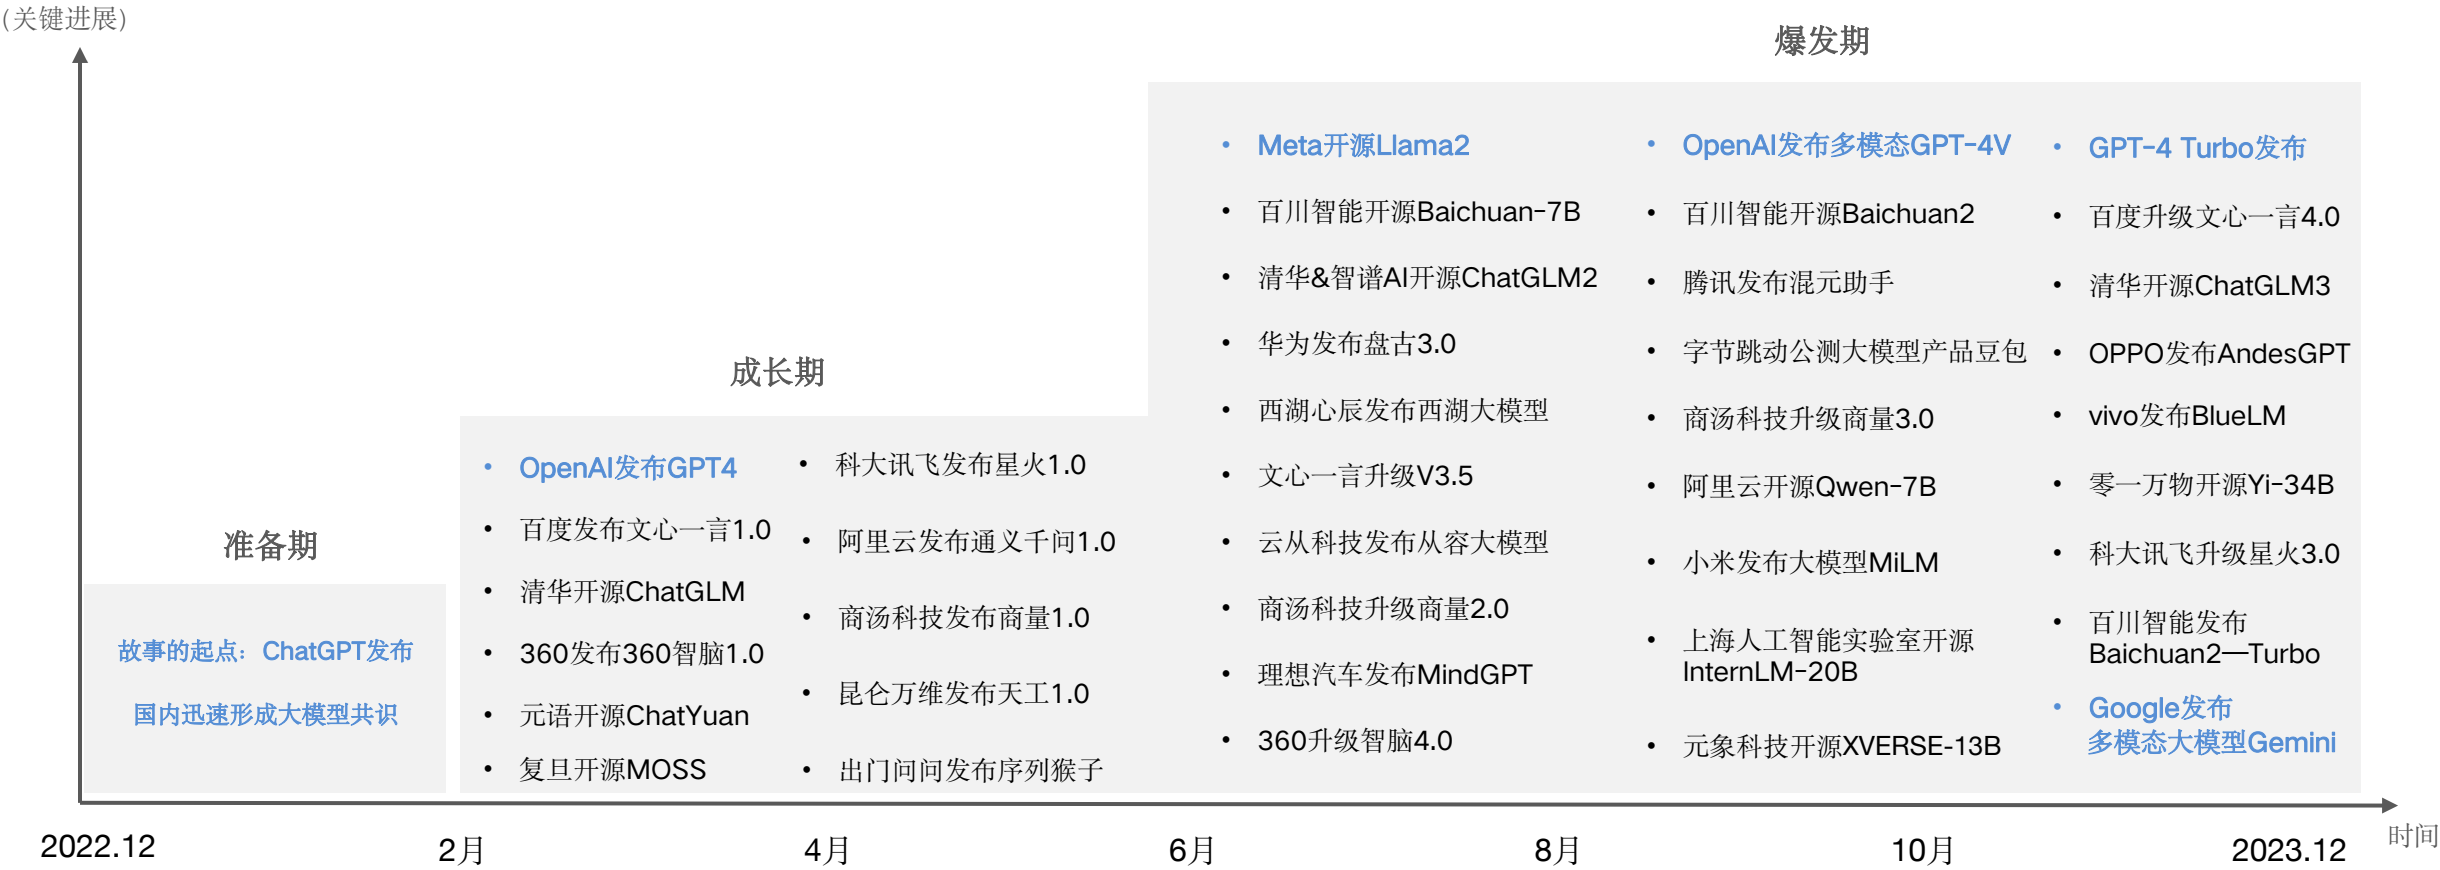 (关键进展)
爆发期
• Meta开源Llama2
• 百川智能开源Baichuan-7B
• 清华&智谱AI开源ChatGLM2
• 华为发布盘古3.0
• 西湖心辰发布西湖大模型
• 文心一言升级V3.5
• 云从科技发布从容大模型
• 商汤科技升级商量2.0
• 理想汽车发布MindGPT
• 360升级智脑4.0
• OpenAI发布多模态GPT-4V
• 百川智能开源Baichuan2
• 腾讯发布混元助手
• 字节跳动公测大模型产品豆包
• 商汤科技升级商量3.0
• 阿里云开源Qwen-7B
• 小米发布大模型MiLM
• 上海人工智能实验室开源
InternLM-20B
• 元象科技开源XVERSE-13B
• GPT-4 Turbo发布
• 百度升级文心一言4.0
• 清华开源ChatGLM3
• OPPO发布AndesGPT
• vivo发布BlueLM
• 零一万物开源Yi-34B
• 科大讯飞升级星火3.0
• 百川智能发布
Baichuan2—Turbo
• Google发布
多模态大模型Gemini
成长期
• OpenAI发布GPT4
• 百度发布文心一言1.0
• 清华开源ChatGLM
• 360发布360智脑1.0
• 元语开源ChatYuan
• 复旦开源MOSS
• 科大讯飞发布星火1.0
• 阿里云发布通义千问1.0
• 商汤科技发布商量1.0
• 昆仑万维发布天工1.0
• 出门问问发布序列猴子
准备期
故事的起点：ChatGPT发布
国内迅速形成大模型共识
2022.12
2月
4月
6月
8月
10月
2023.12
时间